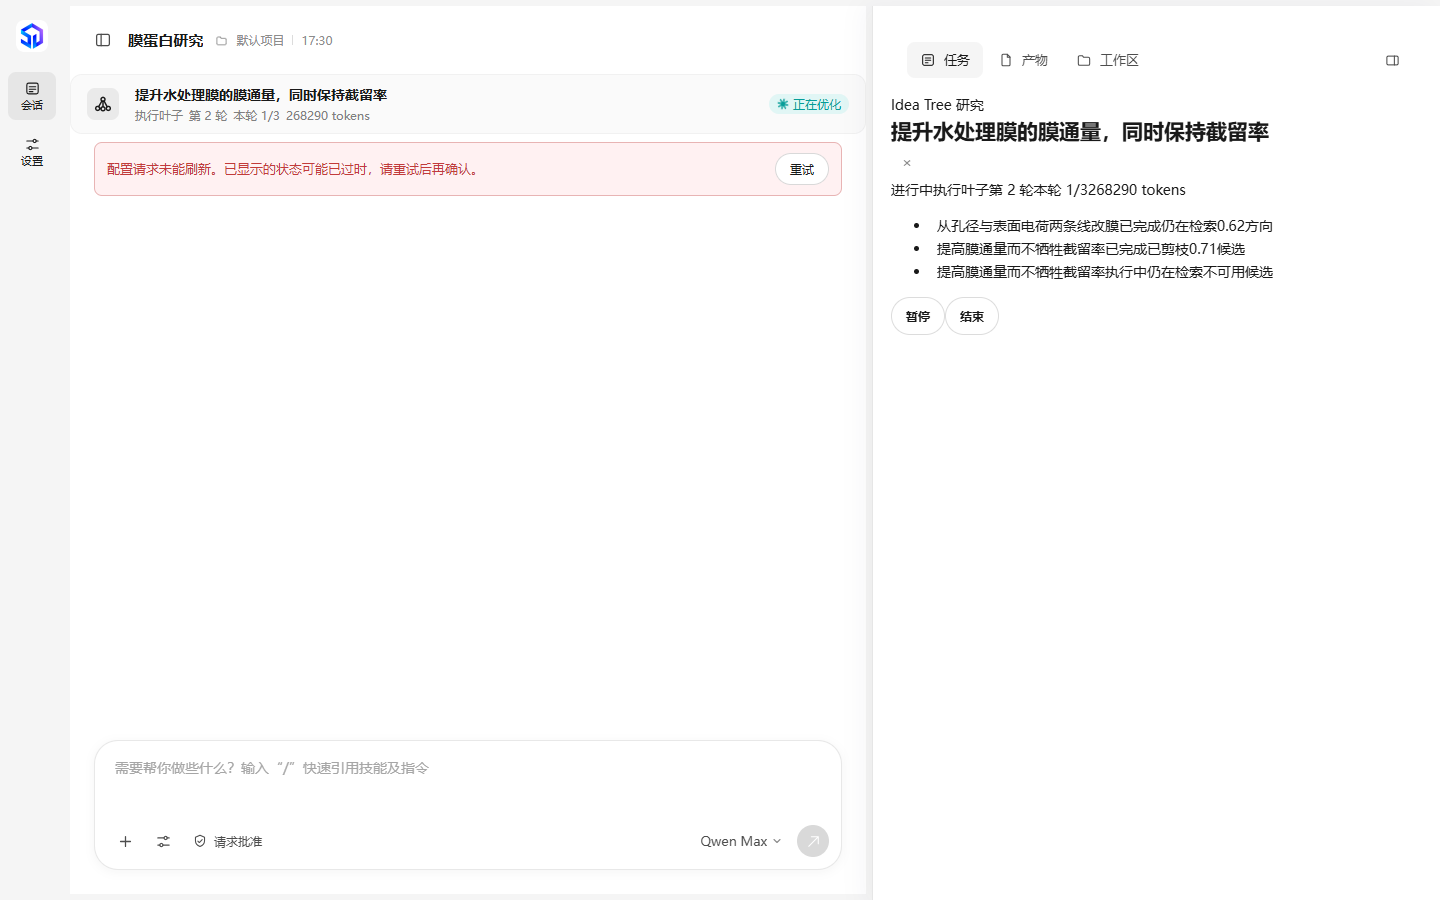 会话
设置
膜蛋白研究 默认项目 17:30
提升水处理膜的膜通量，同时保持截留率
执行叶子 第 2 轮 本轮 1/3 268290 tokens
正在优化
配置请求未能刷新。已显示的状态可能已过时，请重试后再确认。
重试
需要帮你做些什么？输入“/”快速引用技能及指令
请求批准
Qwen Max
任务 产物 工作区
Idea Tree 研究
提升水处理膜的膜通量，同时保持截留率
×
进行中执行叶子第 2 轮本轮 1/3268290 tokens
• 从孔径与表面电荷两条线改膜已完成仍在检索0.62方向
• 提高膜通量而不牺牲截留率已完成已剪枝0.71候选
• 提高膜通量而不牺牲截留率执行中仍在检索不可用候选
暂停 结束